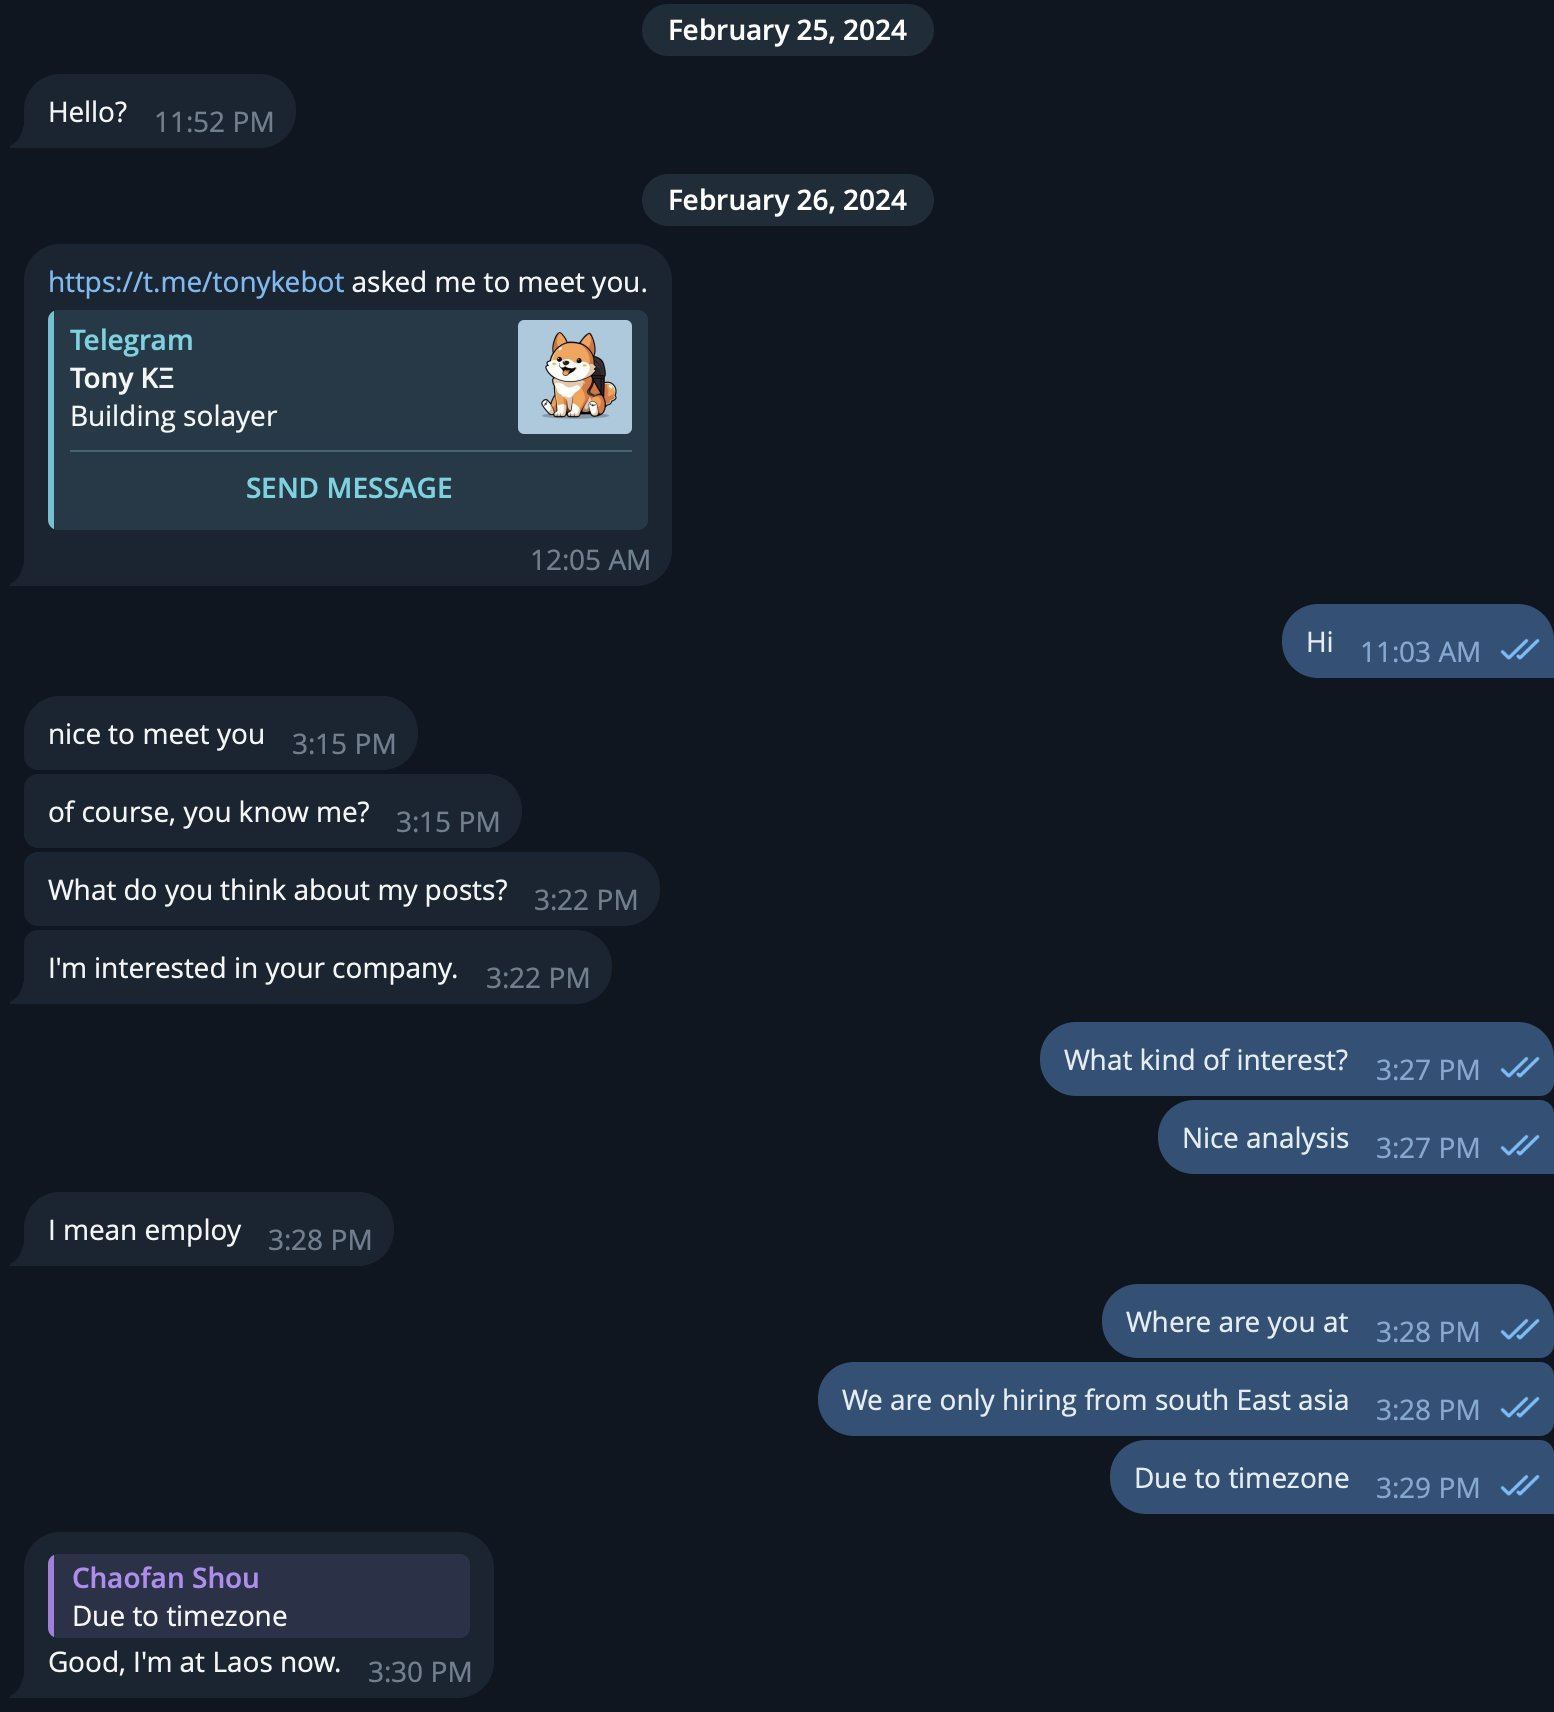 February 25, 2024
Hello? 11:52 PM
February 26, 2024
https://t.me/tonykebot asked me to meet you.
Telegram
Tony KΞ
Building solayer
SEND MESSAGE
12:05 AM
Hi 11:03 AM
nice to meet you 3:15 PM
of course, you know me? 3:15 PM
What do you think about my posts? 3:22 PM
I'm interested in your company. 3:22 PM
What kind of interest? 3:27 PM
Nice analysis 3:27 PM
I mean employ 3:28 PM
Where are you at 3:28 PM
We are only hiring from south East asia 3:28 PM
Due to timezone 3:29 PM
Chaofan Shou
Due to timezone
Good, I'm at Laos now. 3:30 PM